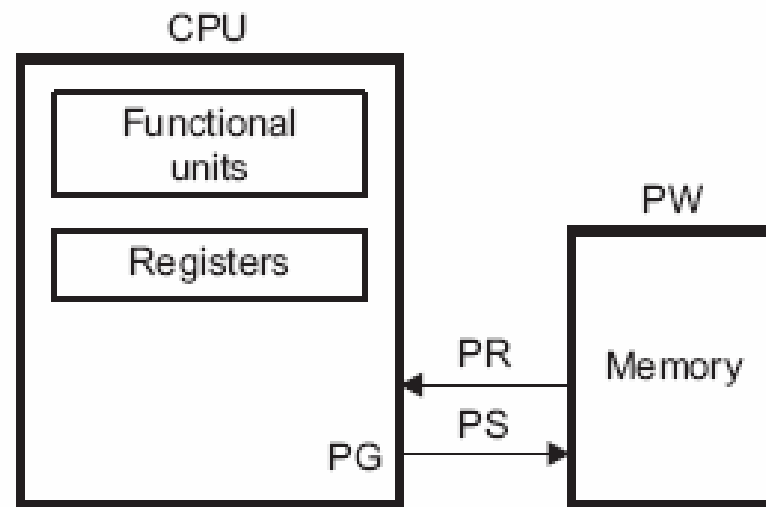 CPU
Functional
units
Registers
PW
PR
Memory
PS
PG